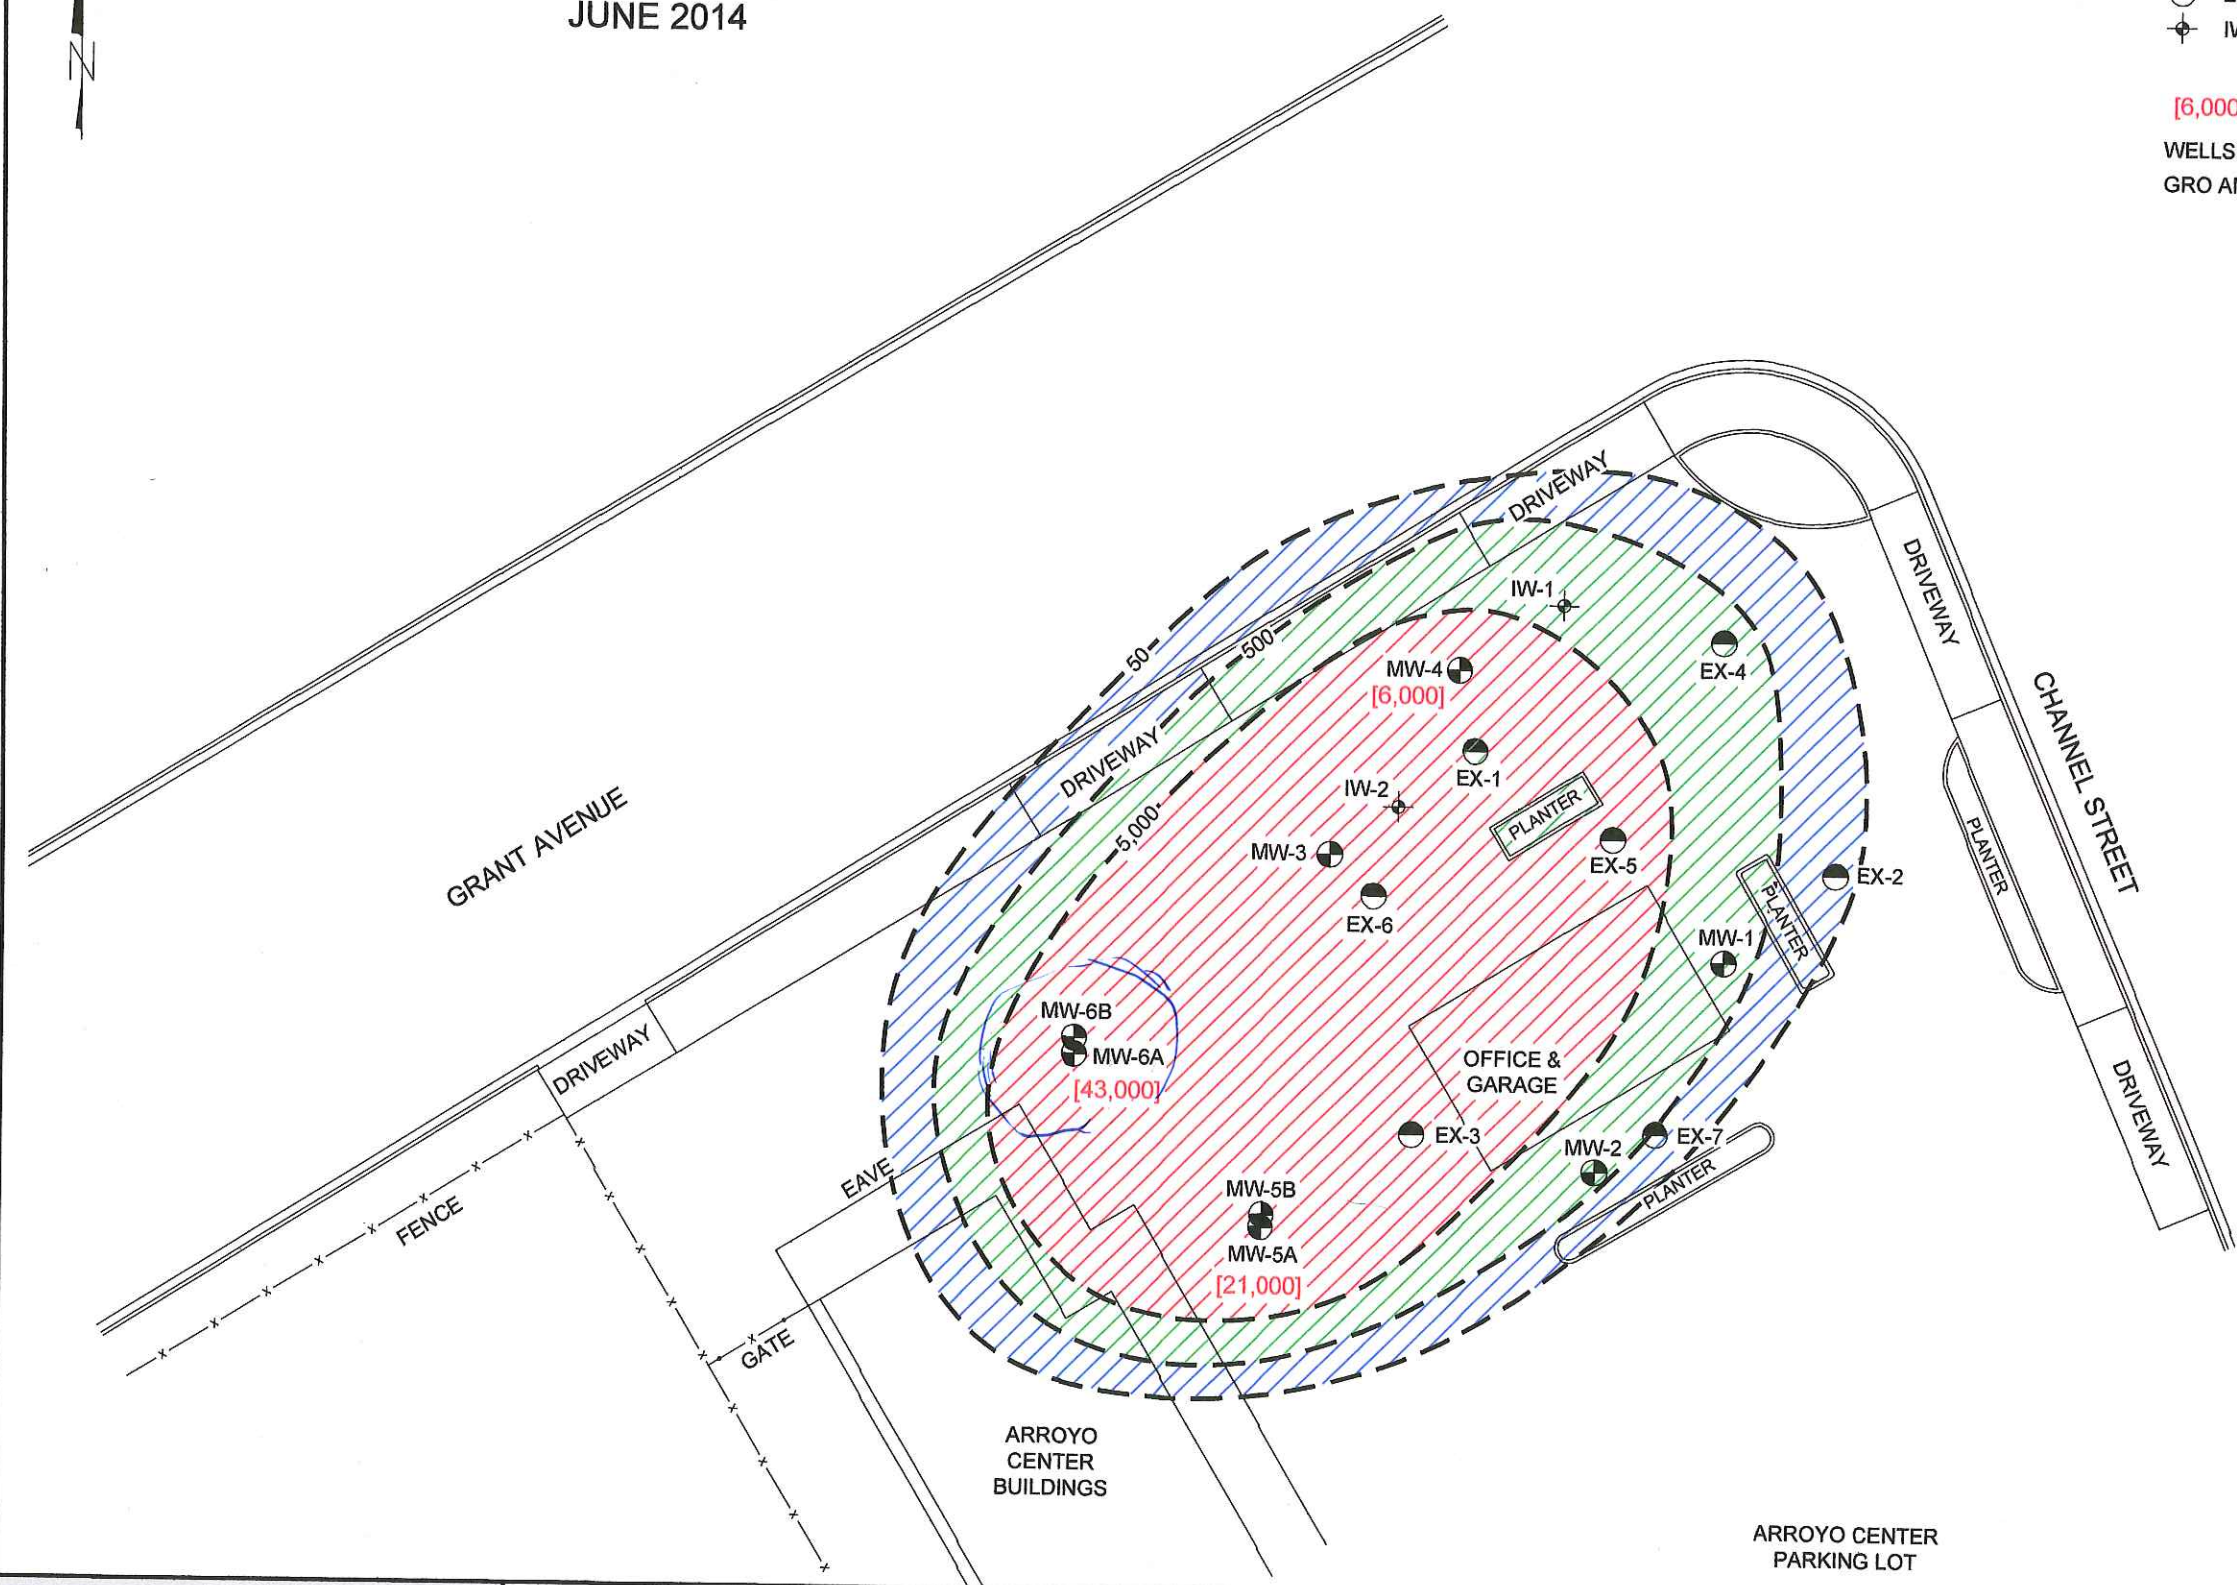 JUNE 2014
N
[6,000
WELLS
GRO
DRIVEWAY
IW-1
50
500
MW-4
[6,000]
EX-4
DRIVEWAY
DRIVEWAY
EX-1
IW-2
PLANTER
5,000
MW-3
EX-5
EX-6
EX-2
PLANTER
MW-1
CHANNEL STREET
PLANTER
GRANT AVENUE
MW-6B
MW-6A
[43,000]
DRIVEWAY
OFFICE &
GARAGE
EX-3
MW-2
EX-7
PLANTER
DRIVEWAY
EAVE
MW-5B
MW-5A
[21,000]
FENCE
GATE
ARROYO
CENTER
BUILDINGS
ARROYO CENTER
PARKING LOT